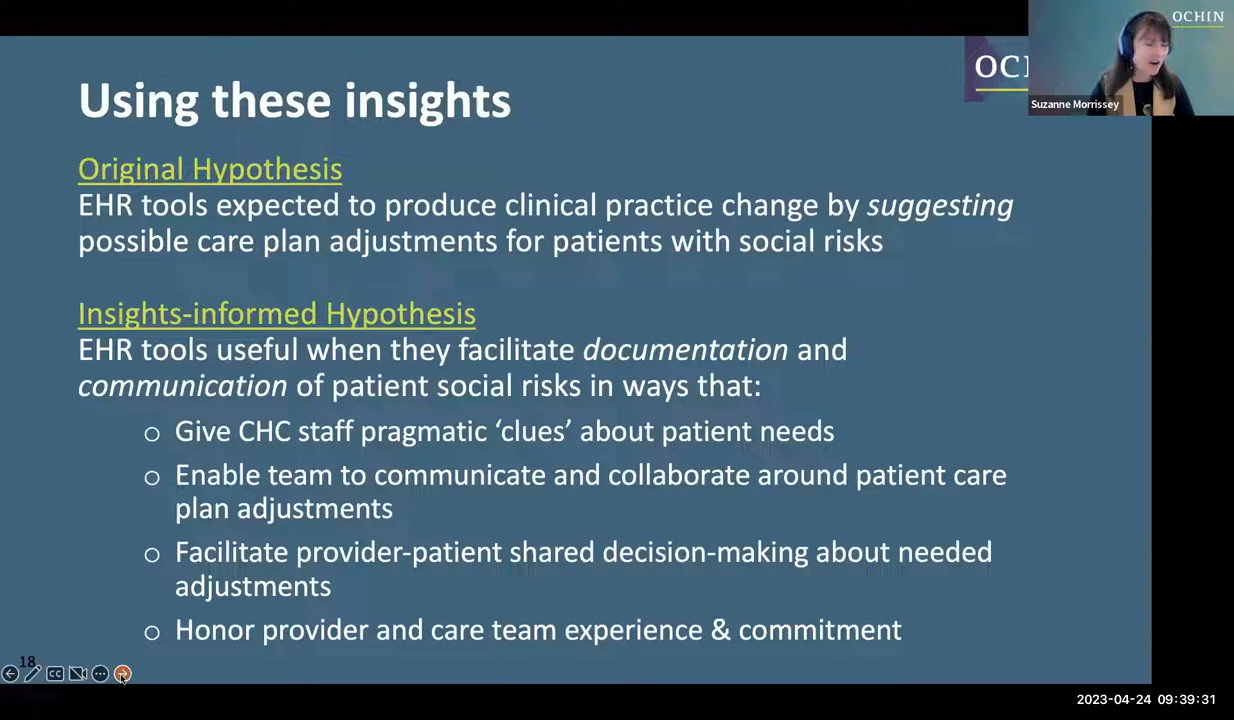 OCHIN
OCI
Suzanne Morrissey
Using these insights
Original Hypothesis
EHR tools expected to produce clinical practice change by suggesting
possible care plan adjustments for patients with social risks
Insights-informed Hypothesis
EHR tools useful when they facilitate documentation and
communication of patient social risks in ways that:
o Give CHC staff pragmatic ‘clues’ about patient needs
o Enable team to communicate and collaborate around patient care
plan adjustments
o Facilitate provider-patient shared decision-making about needed
adjustments
o Honor provider and care team experience & commitment
18
CC
2023-04-24 09:39:31